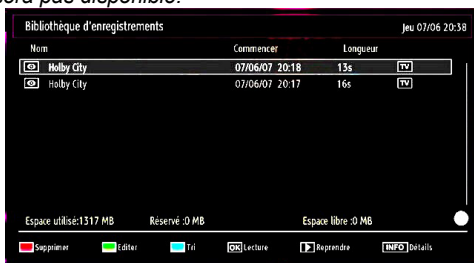 sera pas disponible.
Bibliothèque d'enregistrements Jeu 07/06 20:38
Nom Commencer Longueur
Holby City 07/06/07 20:18 13s TV
Holby City 07/06/07 20:17 16s TV
Espace utilisé:1317 MB Réservé :0 MB Espace libre :0 MB
Supprimer Editer Tri OK Lecture Reprendre INFO Détails